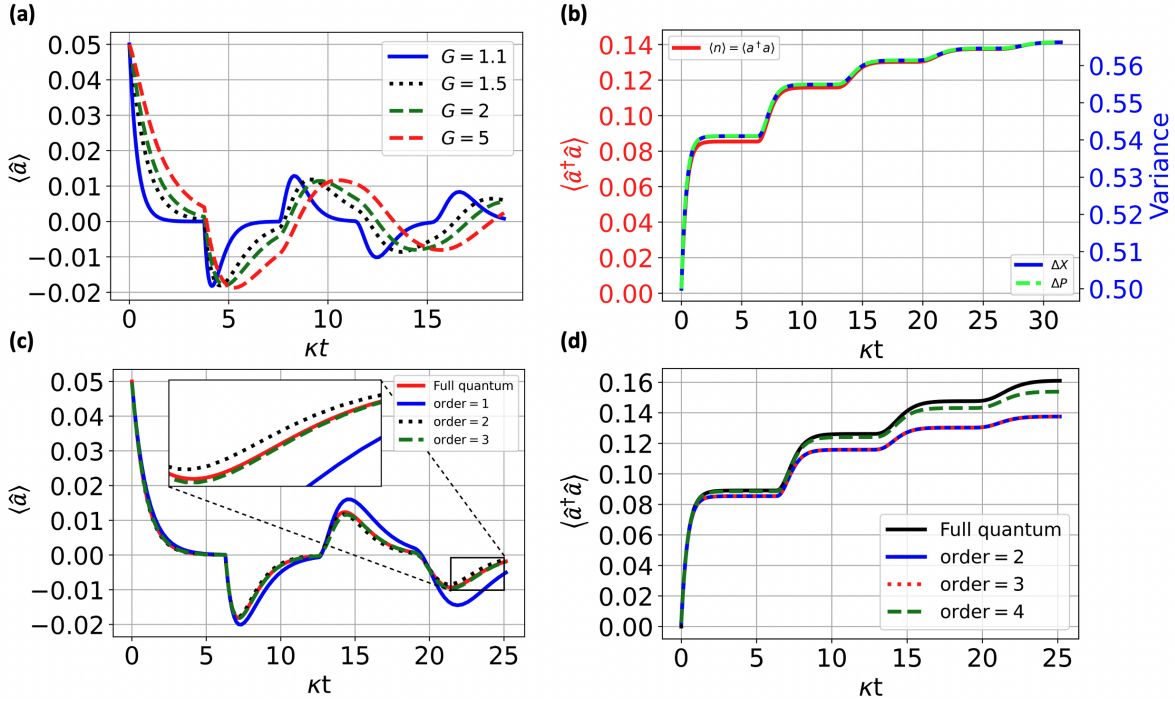 (a)
0.05
0.04
0.03
0.02
0.01
0.00
−0.01
−0.02
⟨â⟩
G = 1.1
G = 1.5
G = 2
G = 5
0 5 10 15
κt
(b)
0.14
0.12
0.10
0.08
0.06
0.04
0.02
0.00
⟨â†â⟩
⟨n⟩ = ⟨a†a⟩
ΔX
ΔP
0.56
0.55
0.54
0.53
0.52
0.51
0.50
Variance
0 5 10 15 20 25 30
κt
(c)
0.05
0.04
0.03
0.02
0.01
0.00
−0.01
−0.02
⟨â⟩
Full quantum
order = 1
order = 2
order = 3
0 5 10 15 20 25
κt
(d)
0.16
0.14
0.12
0.10
0.08
0.06
0.04
0.02
0.00
⟨â†â⟩
Full quantum
order = 2
order = 3
order = 4
0 5 10 15 20 25
κt